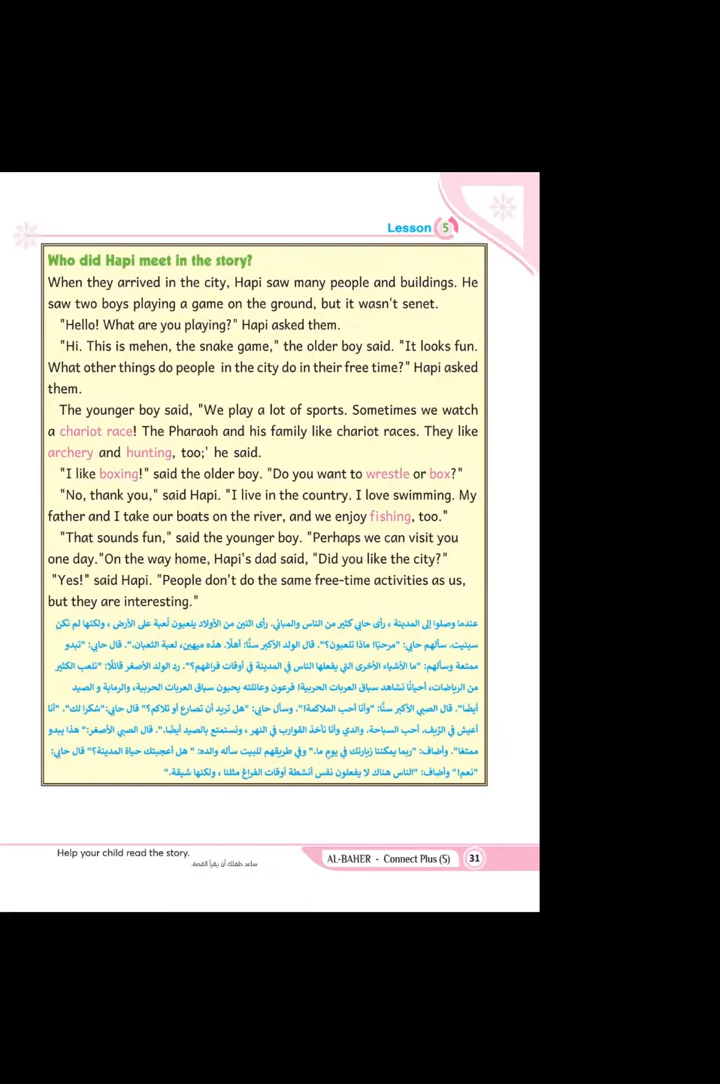 Lesson 5
Who did Hapi meet in the story?
When they arrived in the city, Hapi saw many people and buildings. He
saw two boys playing a game on the ground, but it wasn't senet.
"Hello! What are you playing?" Hapi asked them.
"Hi. This is mehen, the snake game," the older boy said. "It looks fun.
What other things do people in the city do in their free time?" Hapi asked
them.
The younger boy said, "We play a lot of sports. Sometimes we watch
a chariot race! The Pharaoh and his family like chariot races. They like
archery and hunting, too;' he said.
"I like boxing!" said the older boy. "Do you want to wrestle or box?"
"No, thank you," said Hapi. "I live in the country. I love swimming. My
father and I take our boats on the river, and we enjoy fishing, too."
"That sounds fun," said the younger boy. "Perhaps we can visit you
one day."On the way home, Hapi's dad said, "Did you like the city?"
"Yes!" said Hapi. "People don't do the same free-time activities as us,
but they are interesting."
عندما وصلوا إلى المدينة ، رأى حابي كثير من الناس والمباني. رأى اثنين من الأولاد يلعبون لُعبة على الأرض ، ولكنها لم تكن
سينيت. سألهم حابي: "مرحبًا! ماذا تلعبون؟". قال الولد الأكبر سنًّا: أهلًا. هذه ميهين، لعبة الثعبان.". قال حابي: "تبدو
ممتعة وسألهم: "ما الأشياء الأخرى التي يفعلها الناس في المدينة في أوقات فراغهم؟". رد الولد الأصغر قائلًا: "نلعب الكثير
من الرياضات، أحيانًا نشاهد سباق العربات الحربية! فرعون وعائلته يحبون سباق العربات الحربية، والرماية و الصيد
أيضًا". قال الصبي الأكبر سنًّا: "وأنا أحب الملاكمة!". وسأل حابي: "هل تريد أن تصارع أو تلاكم؟" قال حابي:"شكرا لك". "أنا
أعيش في الرِّيف. أحب السباحة. والدي وأنا نأخذ القوارب في النهر ، ونستمتع بالصيد أيضًا.". قال الصبي الأصغر:" هذا يبدو
ممتعًا". وأضاف: "ربما يمكننا زيارتك في يوم ما." وفي طريقهم للبيت سأله والده: " هل أعجبتك حياة المدينة؟" قال حابي:
"نعم!" وأضاف: "الناس هناك لا يفعلون نفس أنشطة أوقات الفراغ مثلنا ، ولكنها شيقة."
Help your child read the story.
ساعد طفلك أن يقرأ القصة.
AL-BAHER - Connect Plus (5) 31